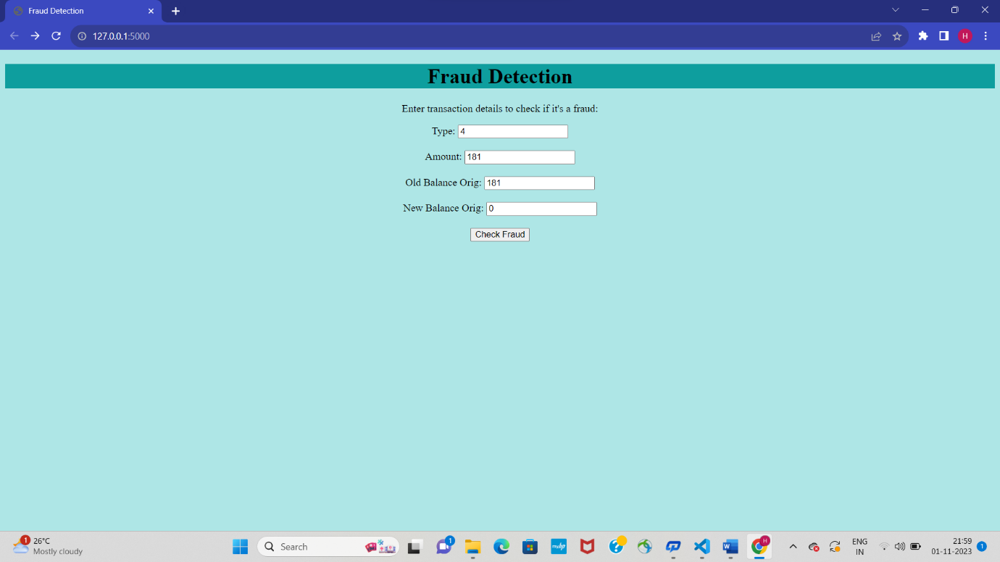 Fraud Detection
127.0.0.1:5000
H
Fraud Detection
Enter transaction details to check if it's a fraud:
Type: 4
Amount: 181
Old Balance Orig: 181
New Balance Orig: 0
Check Fraud
1
26°C
Mostly cloudy
Search
1
myhp
H
ENG
IN
21:59
01-11-2023
1